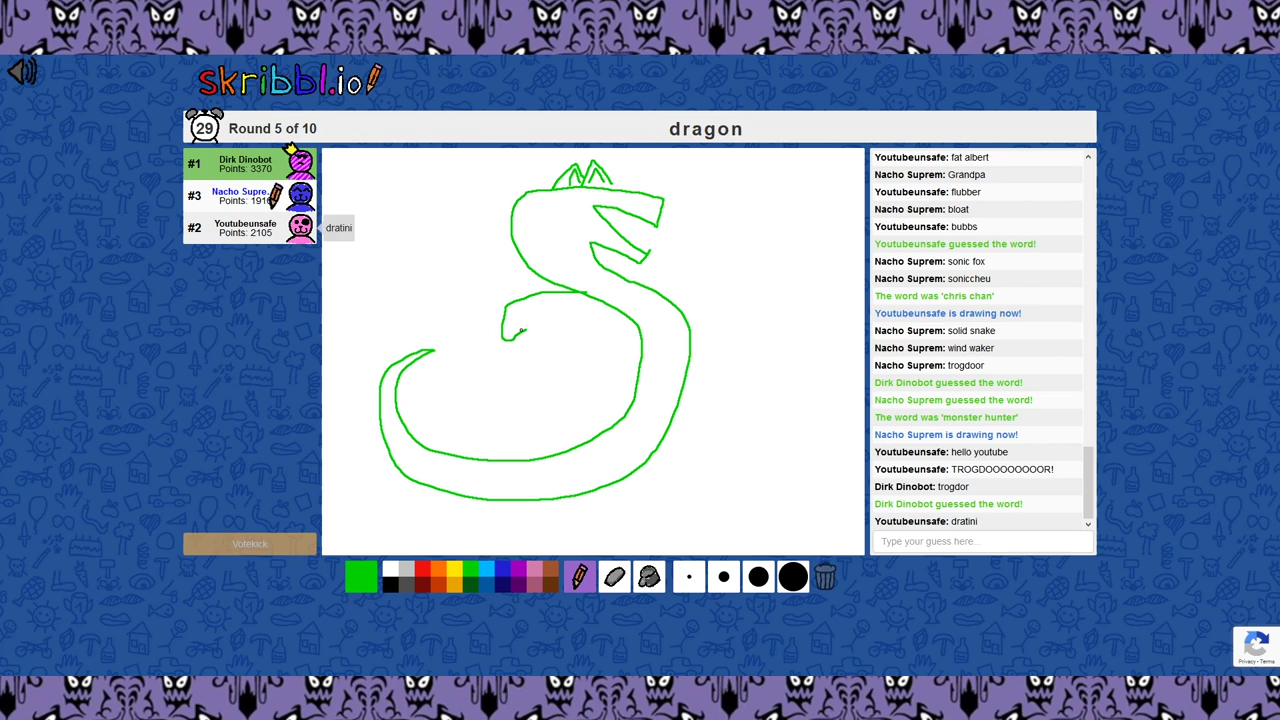 skribbl.io
29
Round 5 of 10
dragon
#1
Dirk Dinobot
Points: 3370
#3
Nacho Supre...
#2
Youtubeunsafe
Points: 2105
dratini
Votekick
Youtubeunsafe: fat albert
Nacho Suprem: Grandpa
Youtubeunsafe: flubber
Nacho Suprem: bloat
Youtubeunsafe: bubbs
Youtubeunsafe guessed the word!
Nacho Suprem: sonic fox
Nacho Suprem: soniccheu
The word was 'chris chan'
Youtubeunsafe is drawing now!
Nacho Suprem: solid snake
Nacho Suprem: wind waker
Nacho Suprem: trogdoor
Dirk Dinobot guessed the word!
Nacho Suprem guessed the word!
The word was 'monster hunter'
Nacho Suprem is drawing now!
Youtubeunsafe: hello youtube
Youtubeunsafe: TROGDOOOOOOOOR!
Dirk Dinobot: trogdor
Dirk Dinobot guessed the word!
Youtubeunsafe: dratini
Type your guess here...
Privacy - Terms